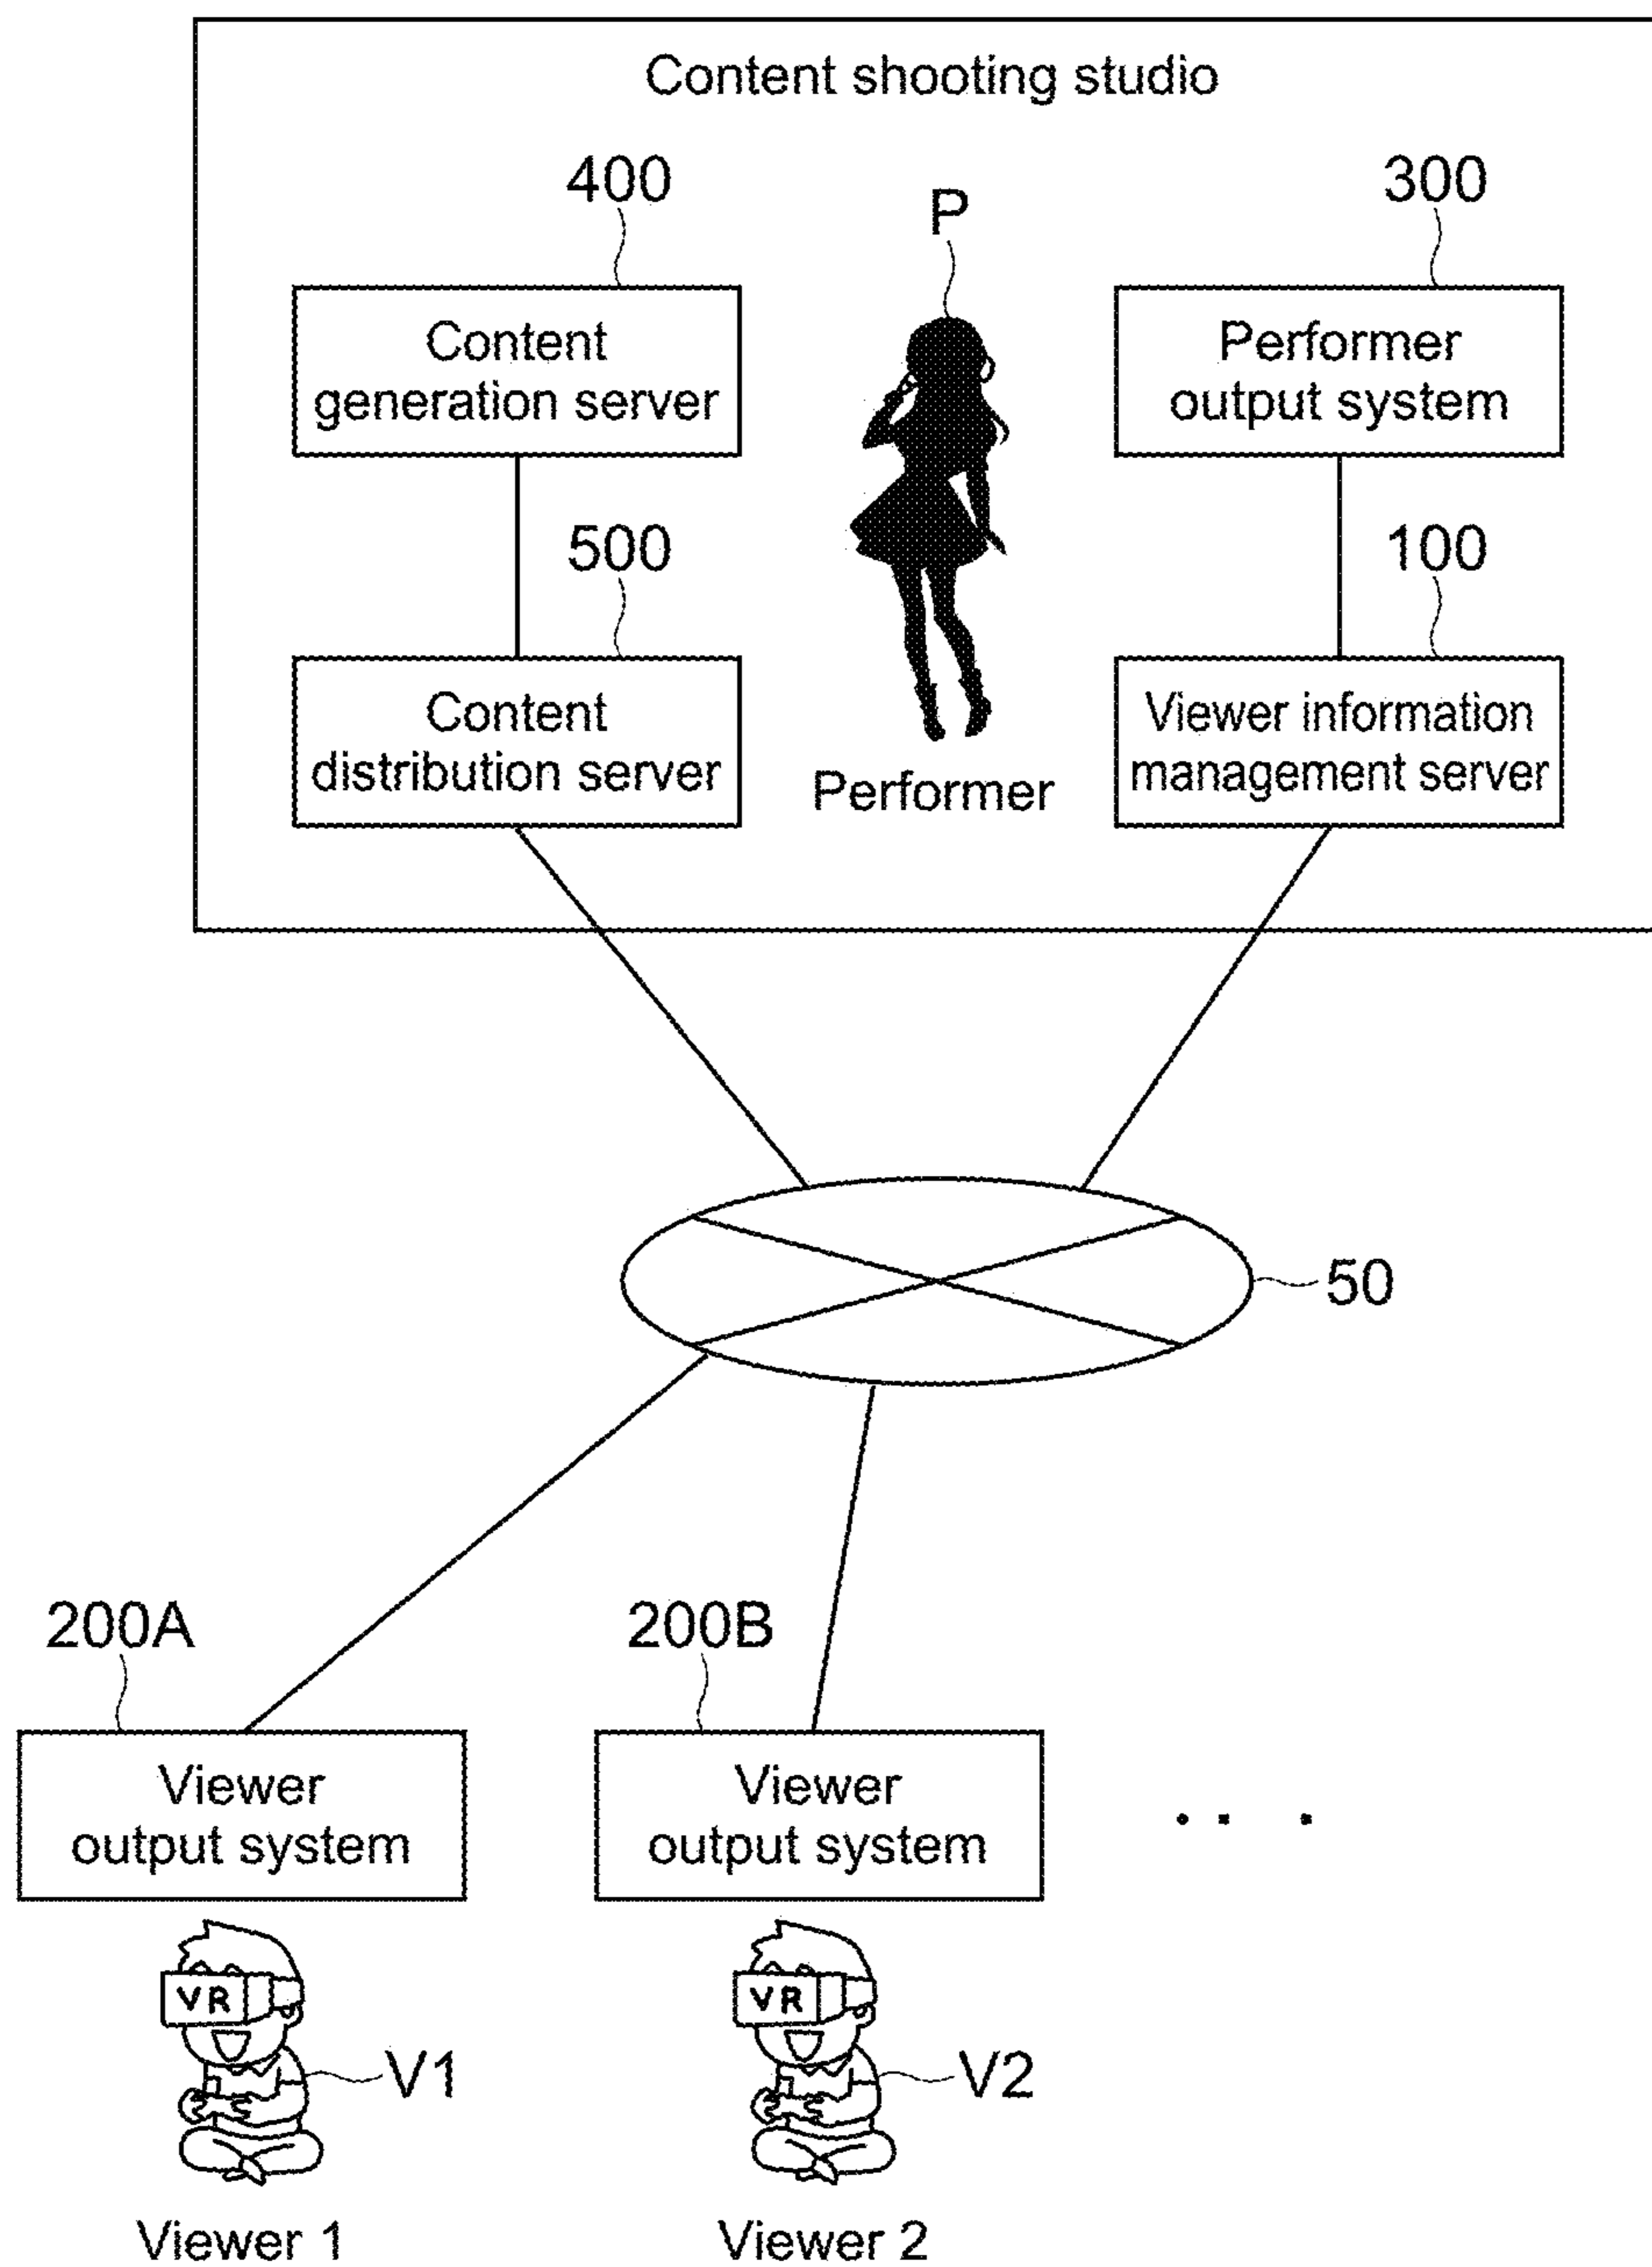 Content shooting studio
400
P
300
Content
generation server
Performer
output system
500
100
Content
distribution server
Performer
Viewer information
management server
50
200A
200B
Viewer
output system
Viewer
output system
. . .
VR
V1
VR
V2
Viewer 1
Viewer 2